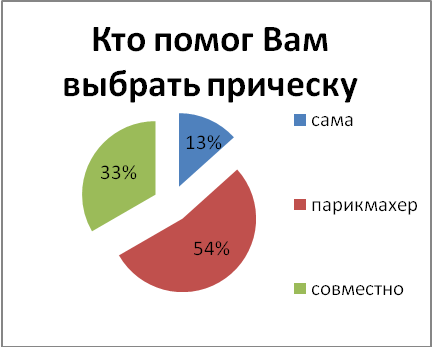 Кто помог Вам
выбрать прическу
13%
33%
54%
сама
парикмахер
совместно